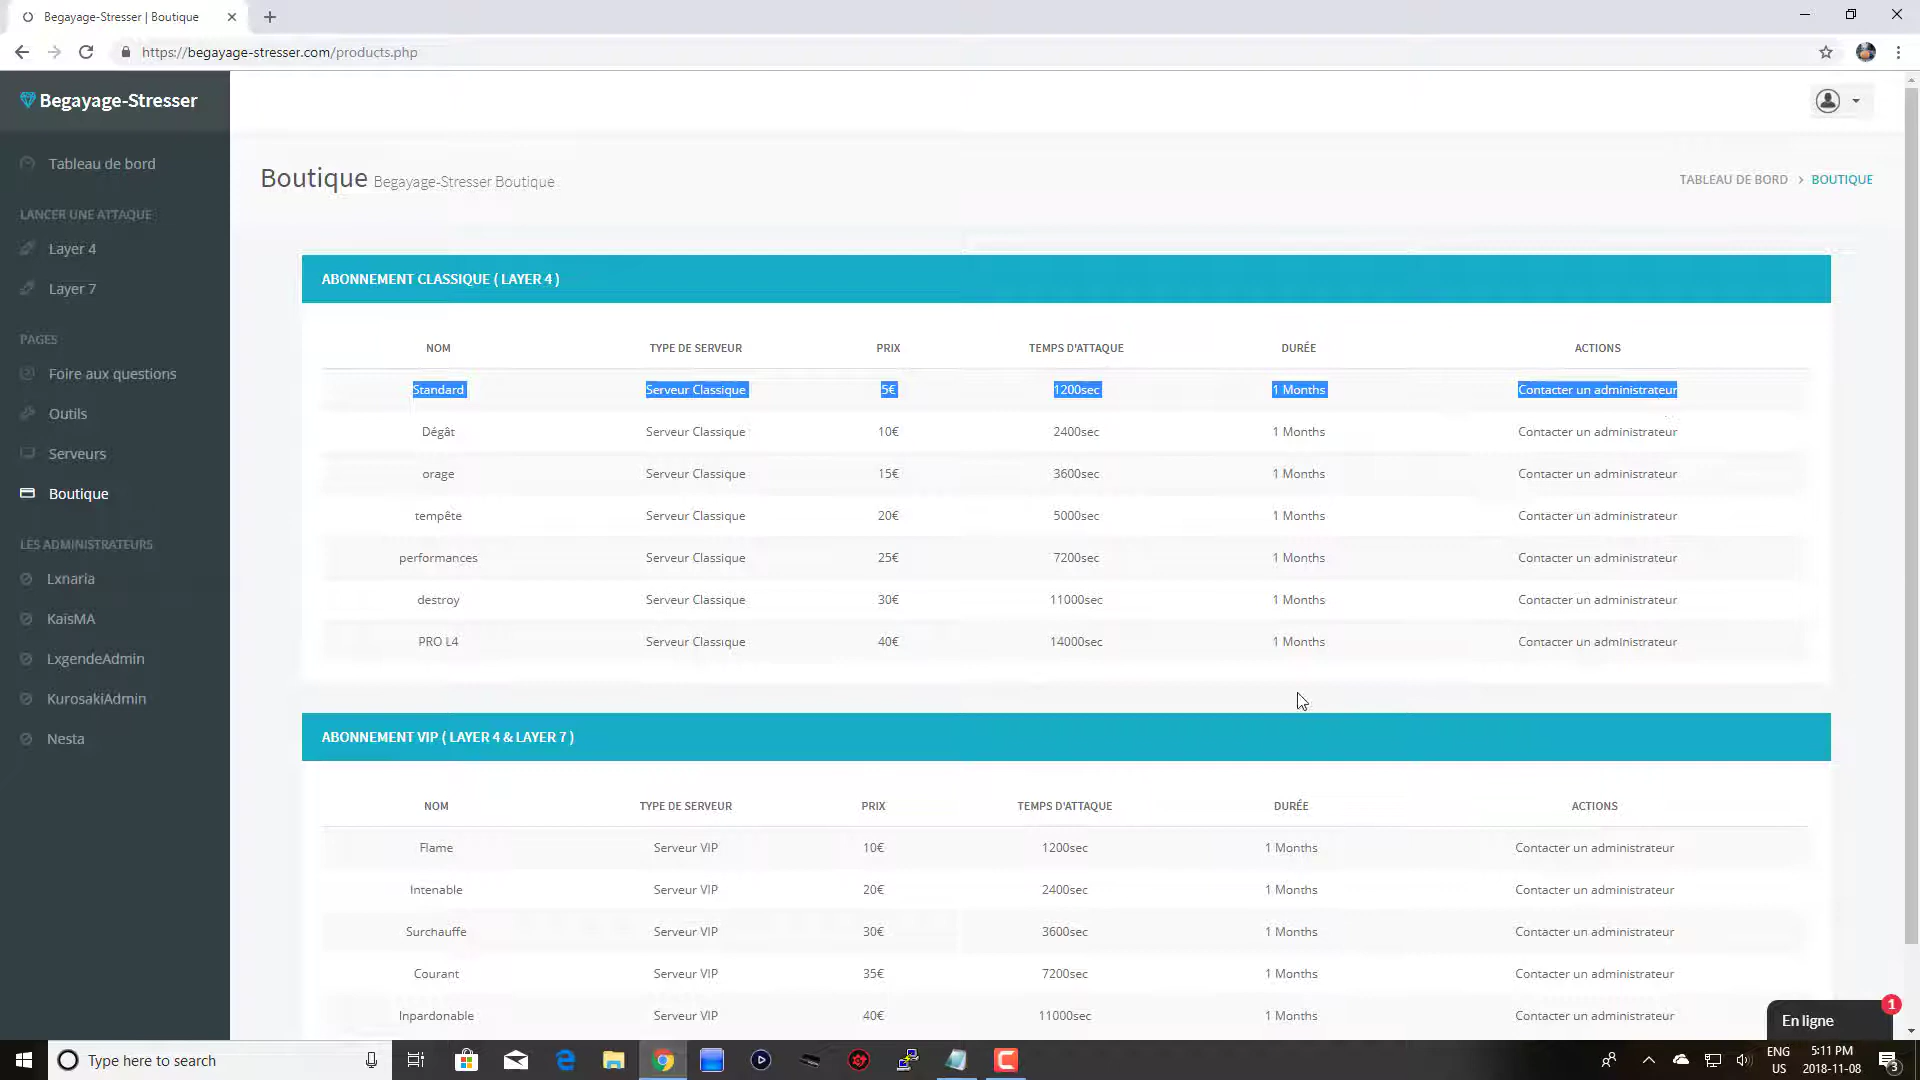 Begayage-Stresser | Boutique
https://begayage-stresser.com/products.php
Begayage-Stresser
Tableau de bord
LANCER UNE ATTAQUE
Layer 4
Layer 7
PAGES
Foire aux questions
Outils
Serveurs
Boutique
LES ADMINISTRATEURS
Lxnaria
KaisMA
LxgendeAdmin
KurosakiAdmin
Nesta
Boutique Begayage-Stresser Boutique
TABLEAU DE BORD > BOUTIQUE
ABONNEMENT CLASSIQUE ( LAYER 4 )
NOM TYPE DE SERVEUR PRIX TEMPS D'ATTAQUE DURÉE ACTIONS
Standard Serveur Classique 5€ 1200sec 1 Months Contacter un administrateur
Dégât Serveur Classique 10€ 2400sec 1 Months Contacter un administrateur
orage Serveur Classique 15€ 3600sec 1 Months Contacter un administrateur
tempête Serveur Classique 20€ 5000sec 1 Months Contacter un administrateur
performances Serveur Classique 25€ 7200sec 1 Months Contacter un administrateur
destroy Serveur Classique 30€ 11000sec 1 Months Contacter un administrateur
PRO L4 Serveur Classique 40€ 14000sec 1 Months Contacter un administrateur
ABONNEMENT VIP ( LAYER 4 & LAYER 7 )
NOM TYPE DE SERVEUR PRIX TEMPS D'ATTAQUE DURÉE ACTIONS
Flame Serveur VIP 10€ 1200sec 1 Months Contacter un administrateur
Intenable Serveur VIP 20€ 2400sec 1 Months Contacter un administrateur
Surchauffe Serveur VIP 30€ 3600sec 1 Months Contacter un administrateur
Courant Serveur VIP 35€ 7200sec 1 Months Contacter un administrateur
Inpardonable Serveur VIP 40€ 11000sec 1 Months Contacter un administrateur
1
En ligne
Type here to search
ENG
US
5:11 PM
2018-11-08
3